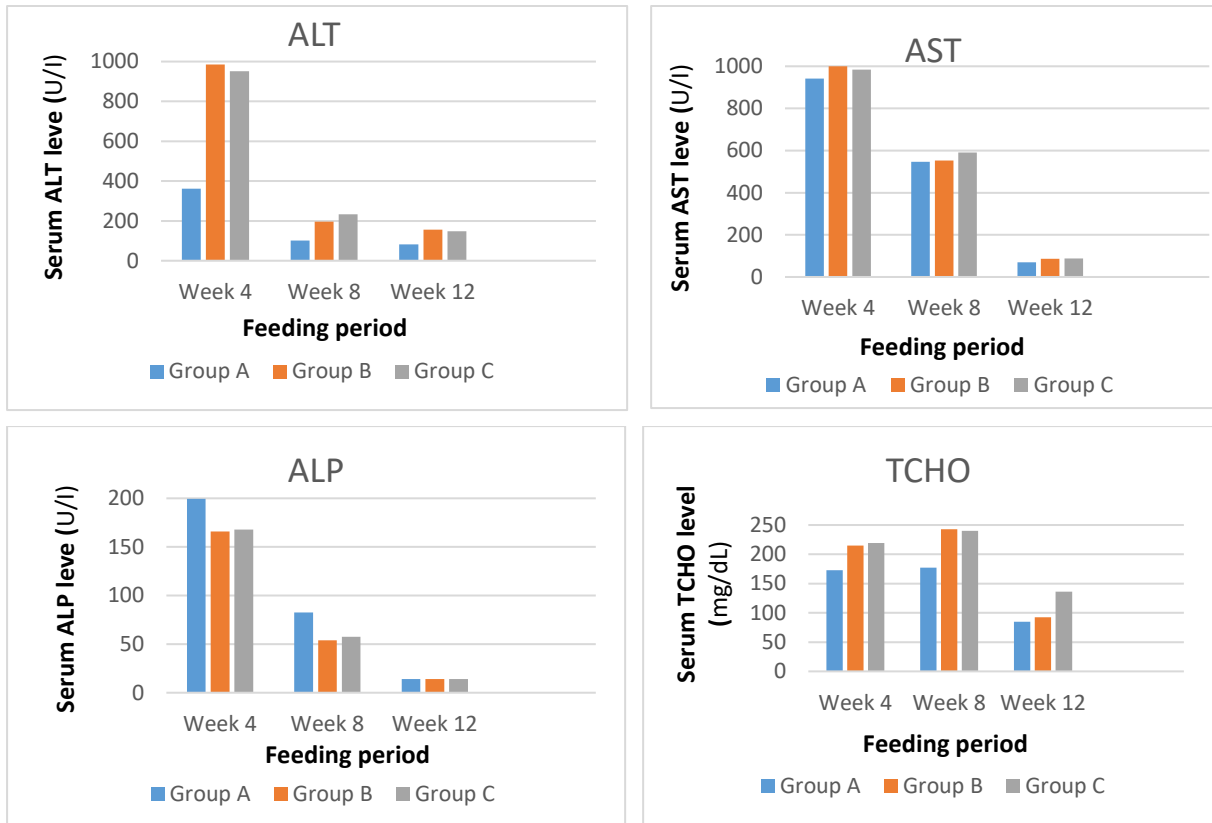 ALT
Serum ALT leve (U/I)
1000
800
600
400
200
0
Week 4 Week 8 Week 12
Feeding period
Group A Group B Group C
AST
Serum AST leve (U/I)
1000
800
600
400
200
0
Week 4 Week 8 Week 12
Feeding period
Group A Group B Group C
ALP
Serum ALP leve (U/I)
200
150
100
50
0
Week 4 Week 8 Week 12
Feeding period
Group A Group B Group C
TCHO
Serum TCHO level
(mg/dL)
250
200
150
100
50
0
Week 4 Week 8 Week 12
Feeding period
Group A Group B Group C